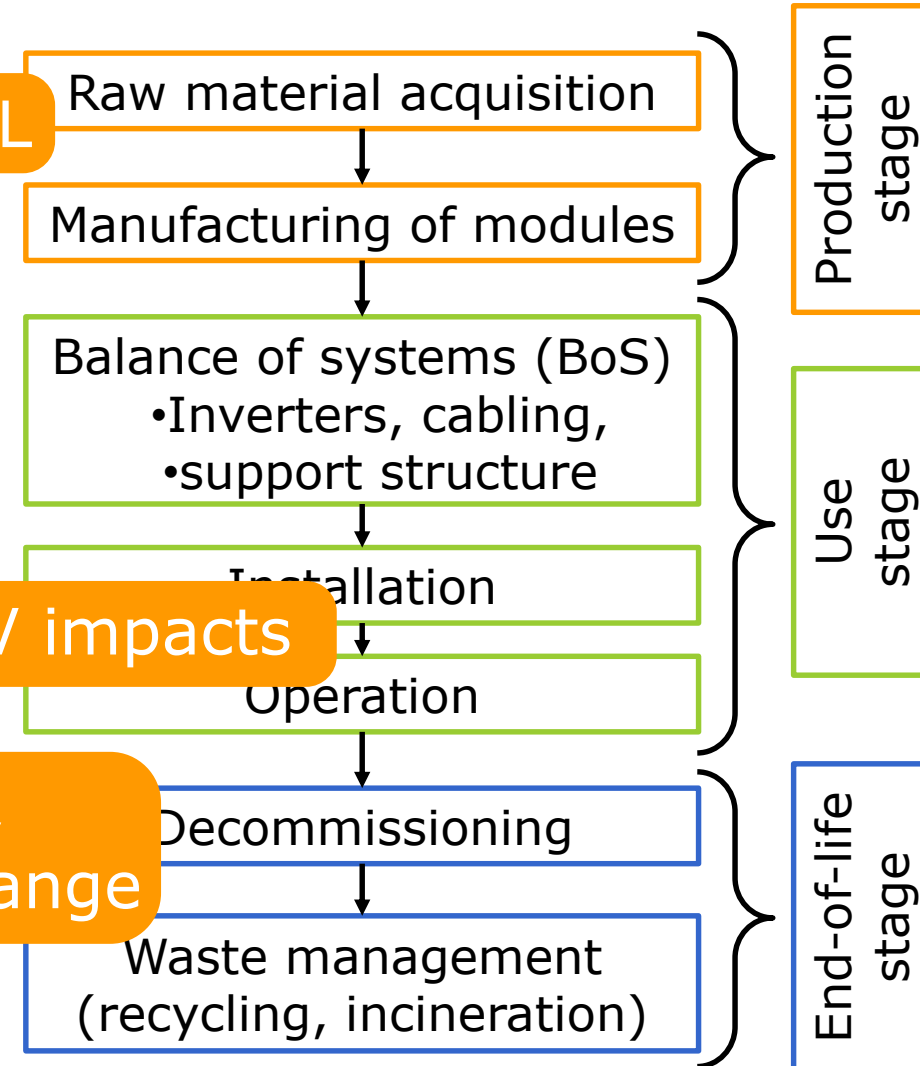 Raw material acquisition
L
Manufacturing of modules
Production
stage
Balance of systems (BoS)
•Inverters, cabling,
•support structure
Installation
impacts
Operation
Use
stage
Decommissioning
Waste management
(recycling, incineration)
End-of-life
stage